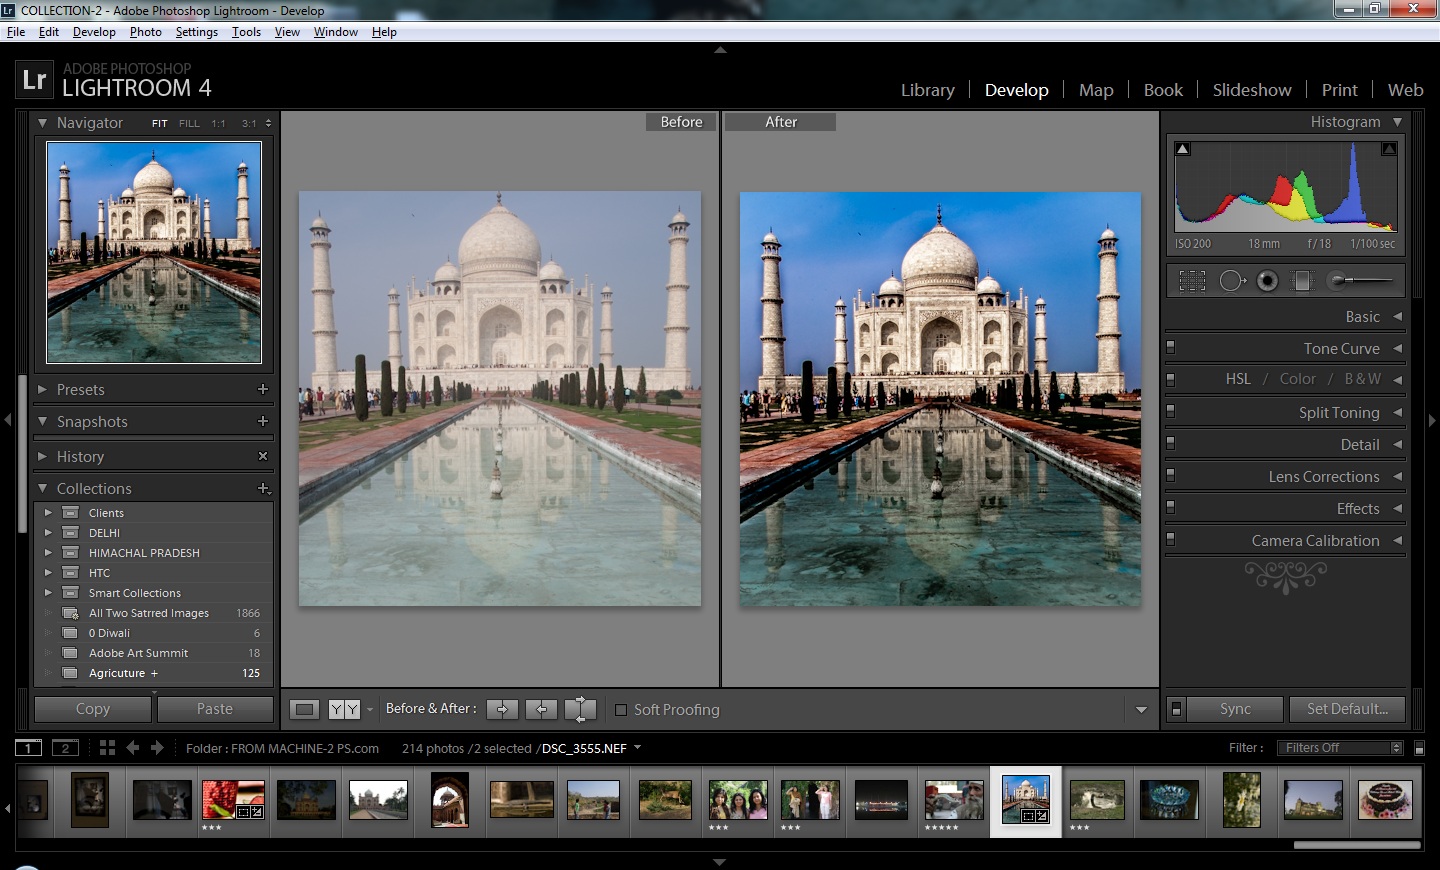 COLLECTION-2 - Adobe Photoshop Lightroom - Develop
File Edit Develop Photo Settings Tools View Window Help
Lr
ADOBE PHOTOSHOP
LIGHTROOM 4
Library Develop Map Book Slideshow Print Web
Navigator FIT FILL 1:1 3:1
Presets
Snapshots
History
Collections
Clients
DELHI
HIMACHAL PRADESH
HTC
Smart Collections
All Two Satrred Images 1866
0 Diwali 6
Adobe Art Summit 18
Agricuture + 125
Copy Paste
Before After
Y Y Before & After : Soft Proofing
Histogram
ISO 200 18 mm f / 18 1/100 sec
Basic
Tone Curve
HSL / Color / B & W
Split Toning
Detail
Lens Corrections
Effects
Camera Calibration
Sync Set Default...
1 2 Folder : FROM MACHINE-2 PS.com 214 photos /2 selected /DSC_3555.NEF Filter : Filters Off